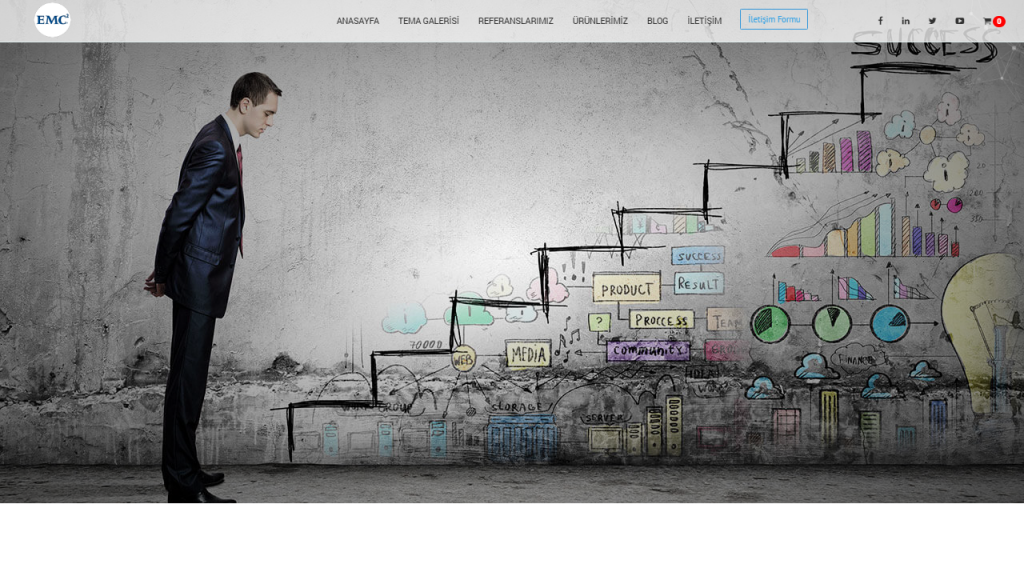 EMC²
ANASAYFA TEMA GALERİSİ REFERANSLARIMIZ ÜRÜNLERİMİZ BLOG İLETİŞİM İletişim Formu 0
SUCCESS
SUCCESS
RESULT
PRODUCT
?
PROCCESS
TEAM
70000
WEB
MEDIA
community
FINANCE
STORAGE
SERVER